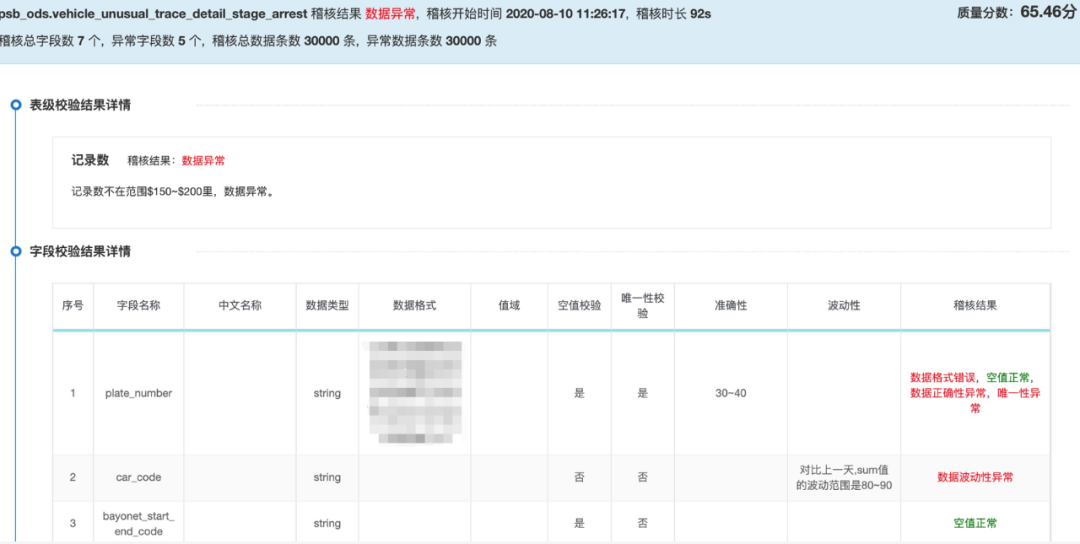 psb_ods.vehicle_unusual_trace_detail_stage_arrest 稽核结果 数据异常，稽核开始时间 2020-08-10 11:26:17，稽核时长 92s
质量分数：65.46分
稽核总字段数 7 个，异常字段数 5 个，稽核总数据条数 30000 条，异常数据条数 30000 条
表级校验结果详情
记录数 稽核结果：数据异常
记录数不在范围$150~$200里，数据异常。
字段校验结果详情
序号 字段名称 中文名称 数据类型 数据格式 值域 空值校验 唯一性校 准确性 波动性 稽核结果
验
1 plate_number string 是 是 30~40 数据格式错误，空值正常，
数据正确性异常，唯一性异
常
2 car_code string 否 否 对比上一天,sum值 数据波动性异常
的波动范围是80~90
3 bayonet_start_ string 是 否 空值正常
end_code